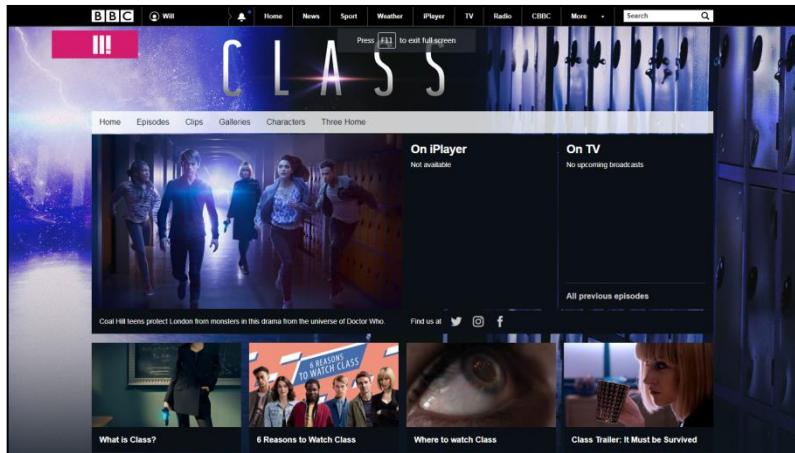 BBC Will Home News Sport Weather iPlayer TV Radio CBBC More Search
Press F11 to exit full screen
CLASS
Home Episodes Clips Galleries Characters Three Home
On iPlayer
Not available
On TV
No upcoming broadcasts
All previous episodes
Coal Hill teens protect London from monsters in this drama from the universe of Doctor Who.
Find us at
6 REASONS
TO WATCH CLASS
What is Class?
6 Reasons to Watch Class
Where to watch Class
Class Trailer: It Must be Survived